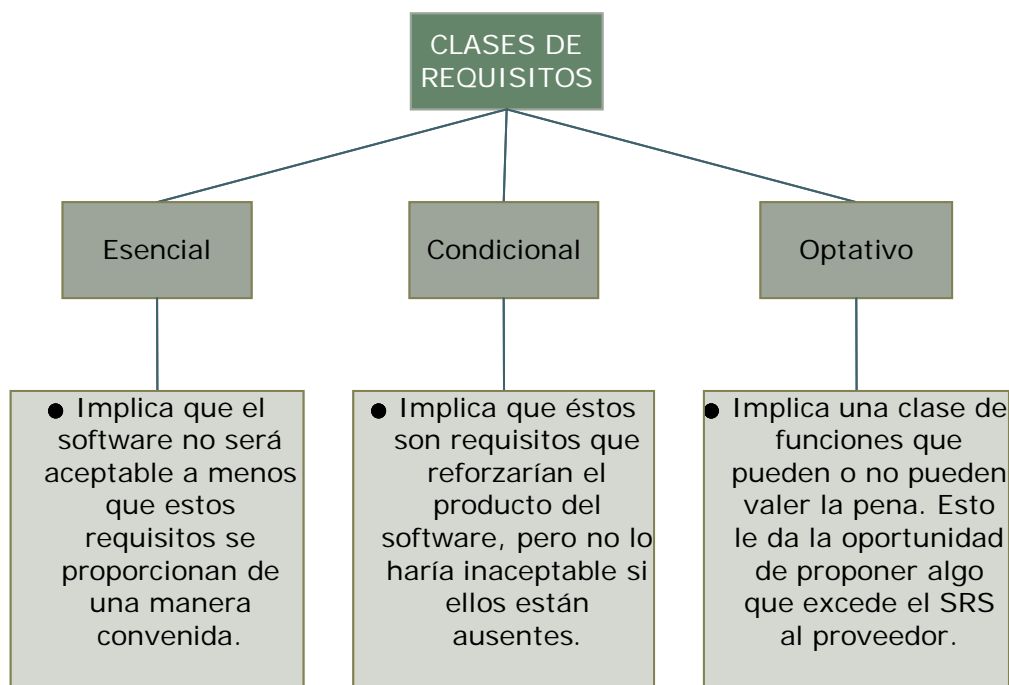 CLASES DE
REQUISITOS
Esencial
Condicional
Optativo
● Implica que el
software no será
aceptable a menos
que estos
requisitos se
proporcionan de
una manera
convenida.
● Implica que éstos
son requisitos que
reforzarían el
producto del
software, pero no lo
haría inaceptable si
ellos están
ausentes.
● Implica una clase de
funciones que
pueden o no pueden
valer la pena. Esto
le da la oportunidad
de proponer algo
que excede el SRS
al proveedor.